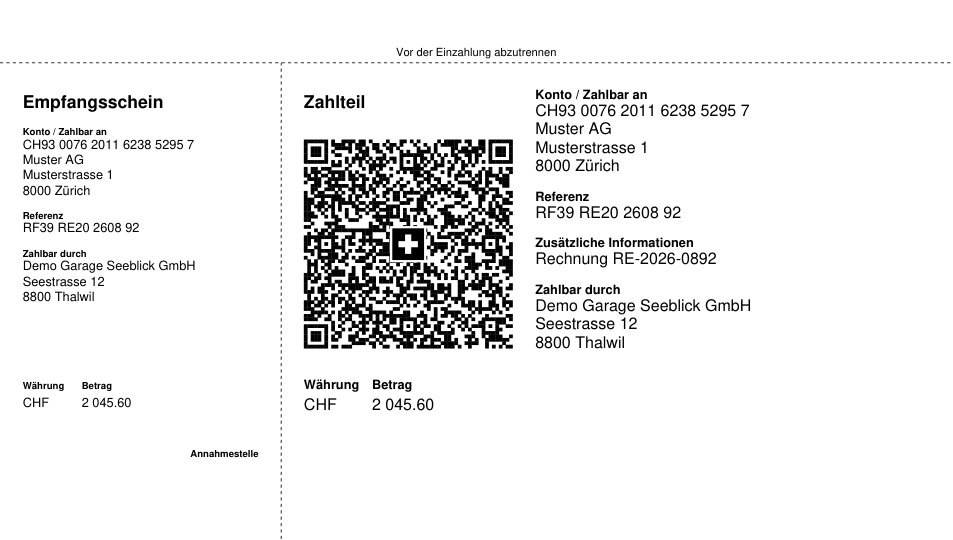 Vor der Einzahlung abzutrennen
Empfangsschein
Konto / Zahlbar an
CH93 0076 2011 6238 5295 7
Muster AG
Musterstrasse 1
8000 Zürich
Referenz
RF39 RE20 2608 92
Zahlbar durch
Demo Garage Seeblick GmbH
Seestrasse 12
8800 Thalwil
Währung Betrag
CHF 2 045.60
Annahmestelle
Zahlteil
Währung Betrag
CHF 2 045.60
Konto / Zahlbar an
CH93 0076 2011 6238 5295 7
Muster AG
Musterstrasse 1
8000 Zürich
Referenz
RF39 RE20 2608 92
Zusätzliche Informationen
Rechnung RE-2026-0892
Zahlbar durch
Demo Garage Seeblick GmbH
Seestrasse 12
8800 Thalwil